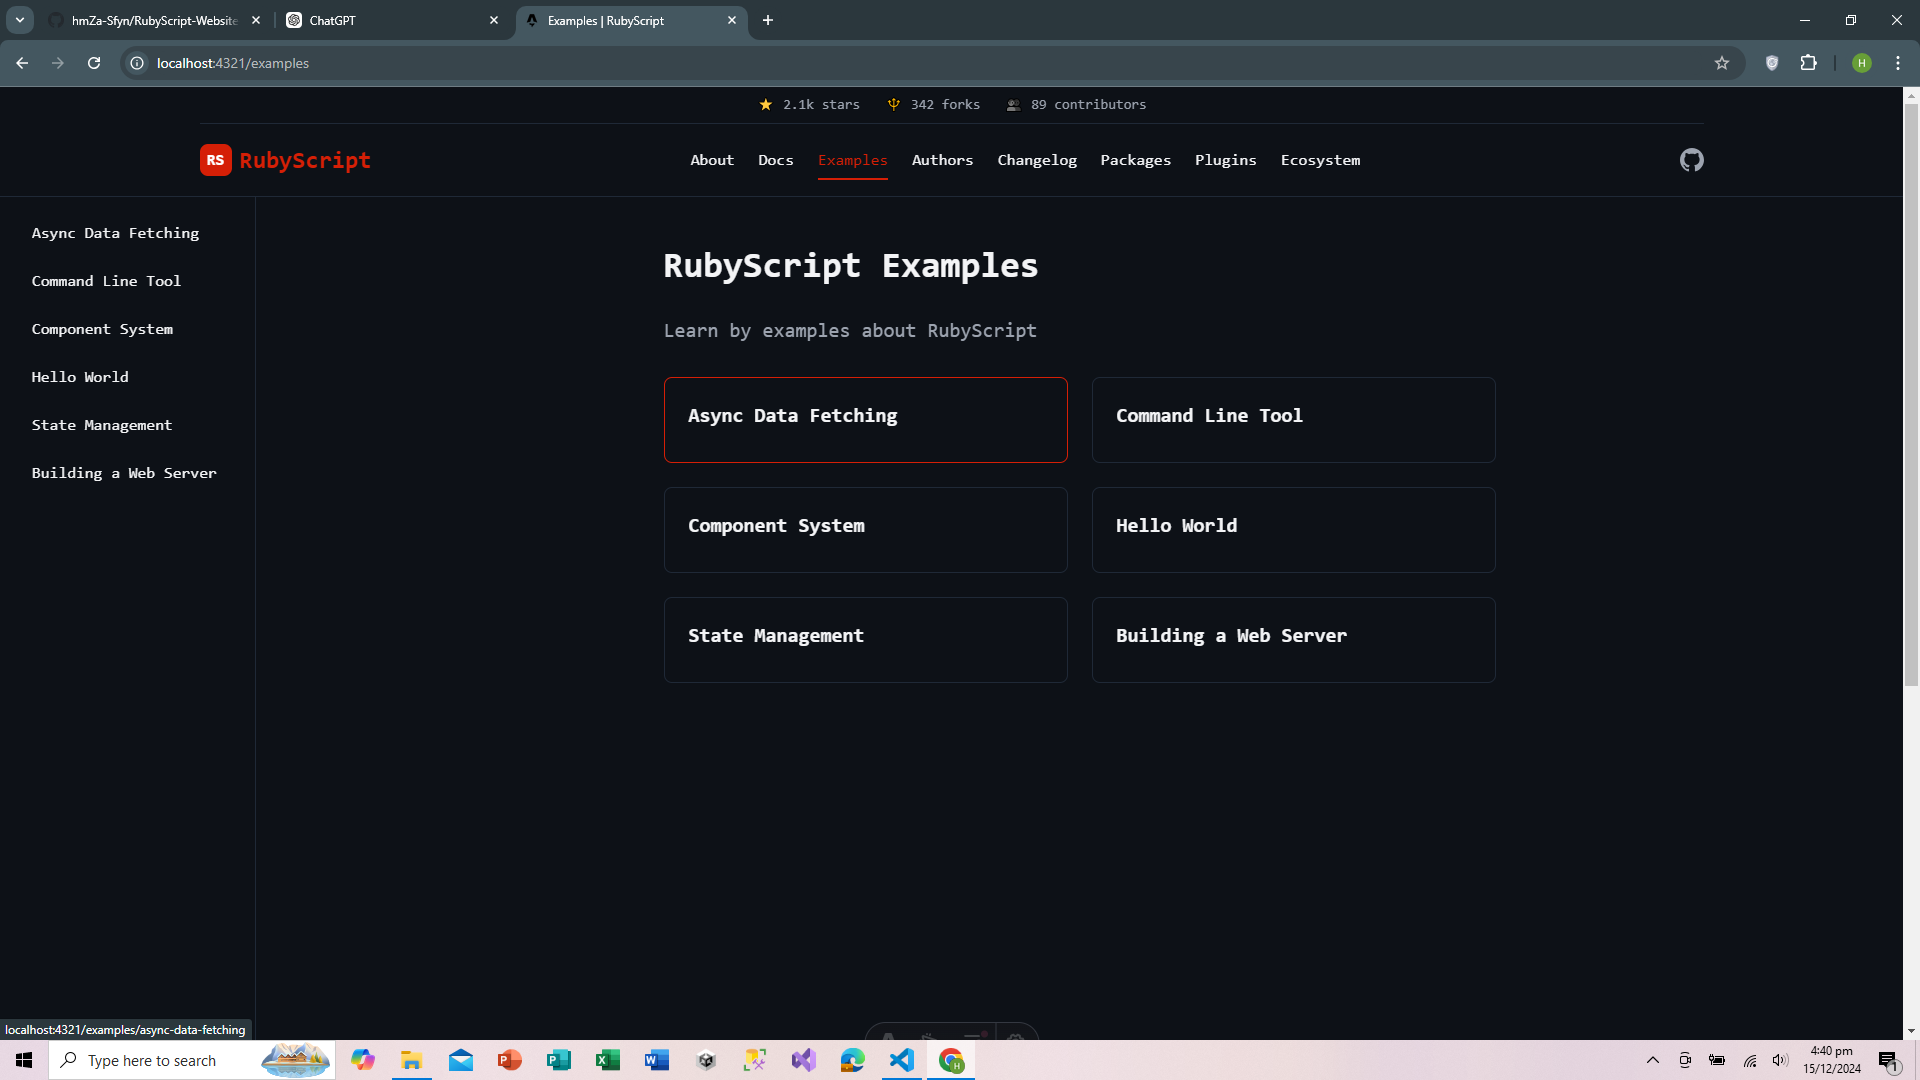 hmZa-Sfyn/RubyScript-Website
ChatGPT
Examples | RubyScript
localhost:4321/examples
H
2.1k stars
342 forks
89 contributors
RS
RubyScript
About
Docs
Examples
Authors
Changelog
Packages
Plugins
Ecosystem
Async Data Fetching
Command Line Tool
Component System
Hello World
State Management
Building a Web Server
RubyScript Examples
Learn by examples about RubyScript
Async Data Fetching
Command Line Tool
Component System
Hello World
State Management
Building a Web Server
localhost:4321/examples/async-data-fetching
Type here to search
4:40 pm
15/12/2024
1